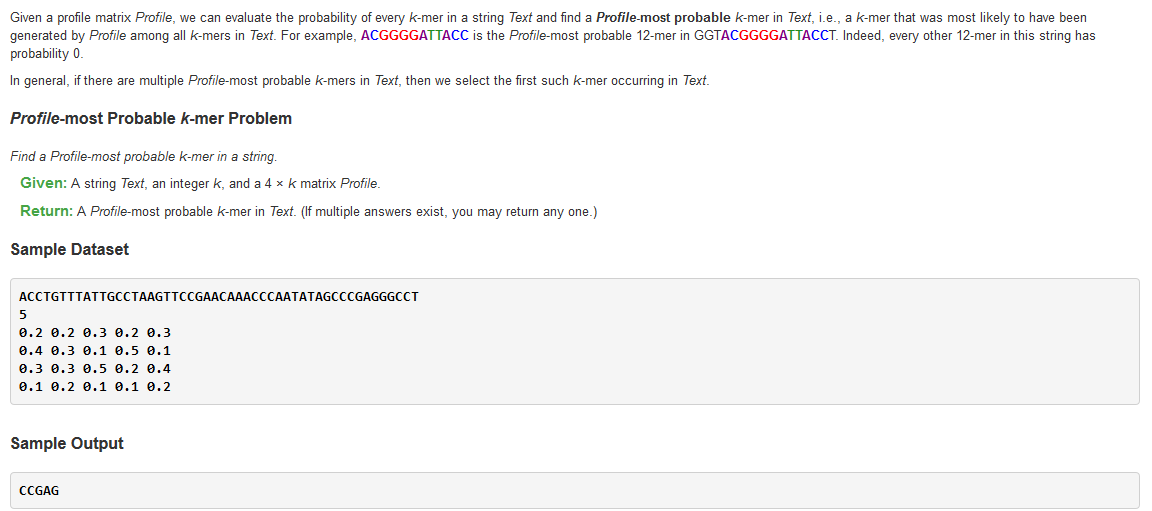 Given a profile matrix Profile, we can evaluate the probability of every k-mer in a string Text and find a Profile-most probable k-mer in Text, i.e., a k-mer that was most likely to have been
generated by Profile among all k-mers in Text. For example, ACGGGGATTACC is the Profile-most probable 12-mer in GGTACGGGGATTACCT. Indeed, every other 12-mer in this string has
probability 0.
In general, if there are multiple Profile-most probable k-mers in Text, then we select the first such k-mer occurring in Text.
Profile-most Probable k-mer Problem
Find a Profile-most probable k-mer in a string.
Given: A string Text, an integer k, and a 4 × k matrix Profile.
Return: A Profile-most probable k-mer in Text. (If multiple answers exist, you may return any one.)
Sample Dataset
ACCTGTTTATTGCCTAAGTTCCGAACAAACCCAATATAGCCCGAGGGCCT
5
0.2 0.2 0.3 0.2 0.3
0.4 0.3 0.1 0.5 0.1
0.3 0.3 0.5 0.2 0.4
0.1 0.2 0.1 0.1 0.2
Sample Output
CCGAG